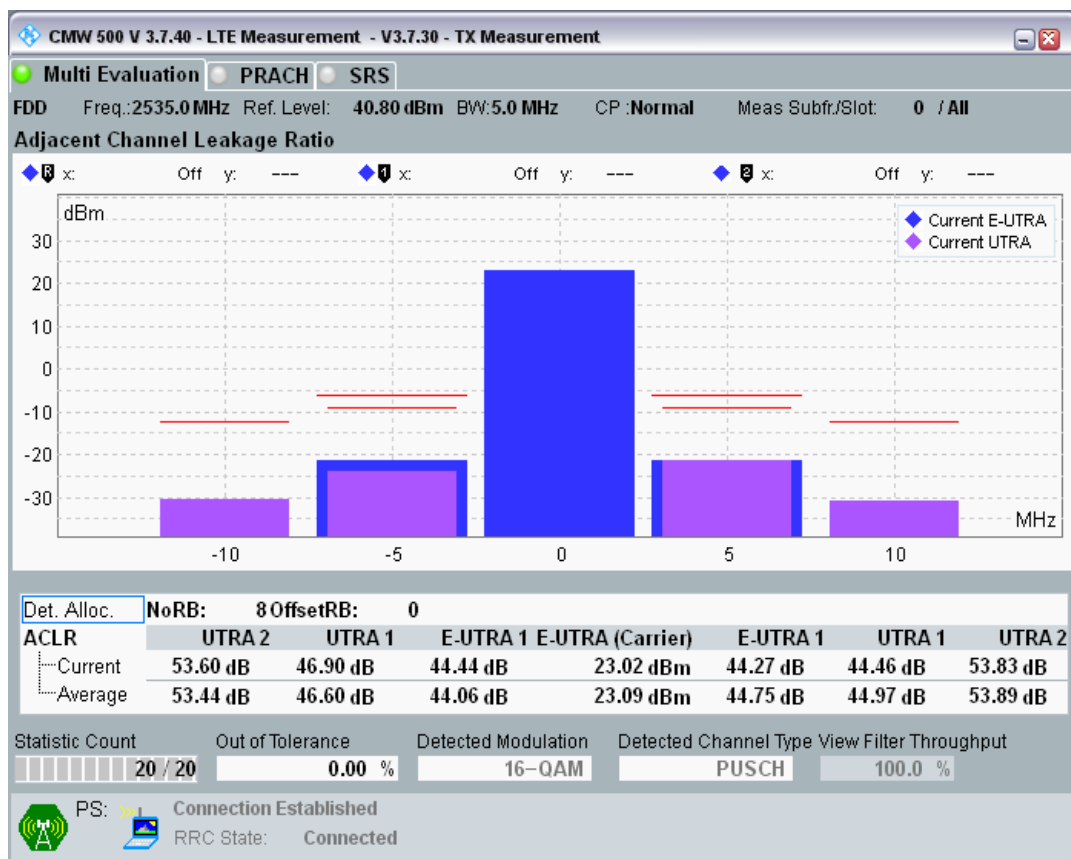 CMW 500 V 3.7.40 - LTE Measurement - V3.7.30 - TX Measurement
Multi Evaluation PRACH SRS
FDD Freq.:2535.0 MHz Ref. Level: 40.80 dBm BW:5.0 MHz CP :Normal Meas Subfr./Slot: 0 / All
Adjacent Channel Leakage Ratio
R x: Off y: --- 1 x: Off y: --- 2 x: Off y: ---
dBm
Current E-UTRA
Current UTRA
30
20
10
0
-10
-20
-30
MHz
-10 -5 0 5 10
Det. Alloc. NoRB: 8 OffsetRB: 0
ACLR UTRA 2 UTRA 1 E-UTRA 1 E-UTRA (Carrier) E-UTRA 1 UTRA 1 UTRA 2
Current 53.60 dB 46.90 dB 44.44 dB 23.02 dBm 44.27 dB 44.46 dB 53.83 dB
Average 53.44 dB 46.60 dB 44.06 dB 23.09 dBm 44.75 dB 44.97 dB 53.89 dB
Statistic Count Out of Tolerance Detected Modulation Detected Channel Type View Filter Throughput
20 / 20 0.00 % 16-QAM PUSCH 100.0 %
PS: Connection Established
RRC State: Connected